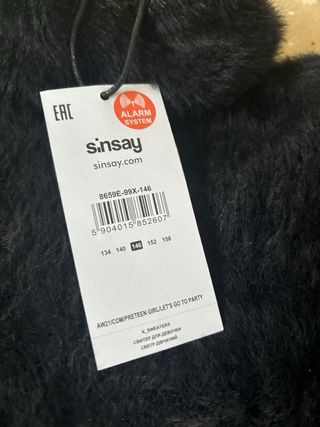 EAC
ALARM
SYSTEM
sinsay
sinsay.com
8659E-99X-146
5 904015 852607
134 140 146 152 158
AW21/COM/PRETEEN GIRL/LET'S GO TO PARTY
K_SWEATERS
СВИТЕР ДЛЯ ДЕВОЧКИ
СВЕТР ДІВЧАЧИЙ